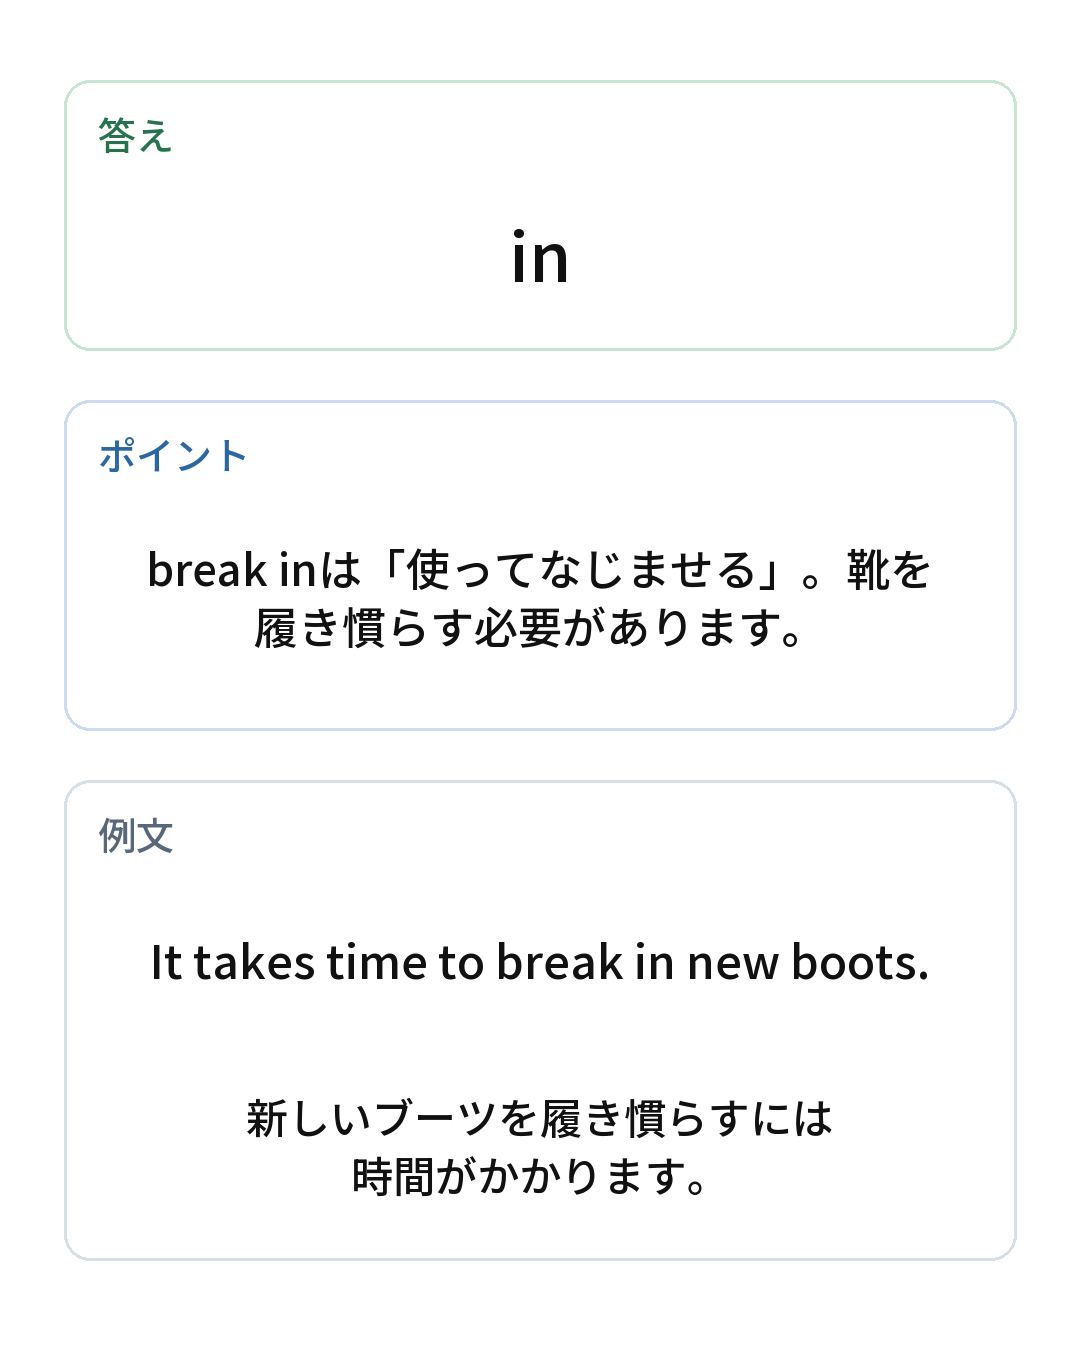 答え
in
ポイント
break inは「使ってなじませる」。靴を
履き慣らす必要があります。
例文
It takes time to break in new boots.
新しいブーツを履き慣らすには
時間がかかります。